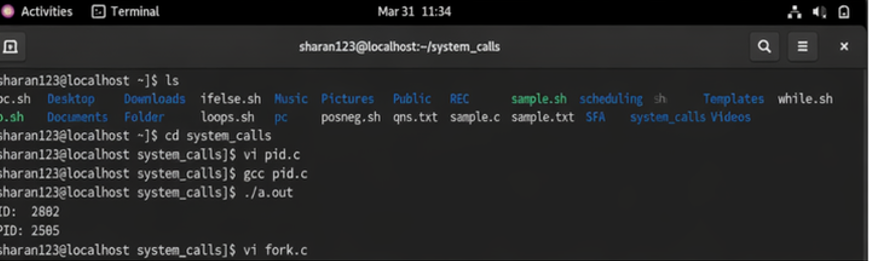 Activities Terminal Mar 31 11:34
sharan123@localhost:~/system_calls
sharan123@localhost ~]$ ls
oc.sh Desktop Downloads ifelse.sh Music Pictures Public REC sample.sh scheduling sh Templates while.sh
o.sh Documents Folder loops.sh pc posneg.sh qns.txt sample.c sample.txt SFA system_calls Videos
sharan123@localhost ~]$ cd system_calls
sharan123@localhost system_calls]$ vi pid.c
sharan123@localhost system_calls]$ gcc pid.c
sharan123@localhost system_calls]$ ./a.out
ID: 2802
PID: 2505
sharan123@localhost system_calls]$ vi fork.c